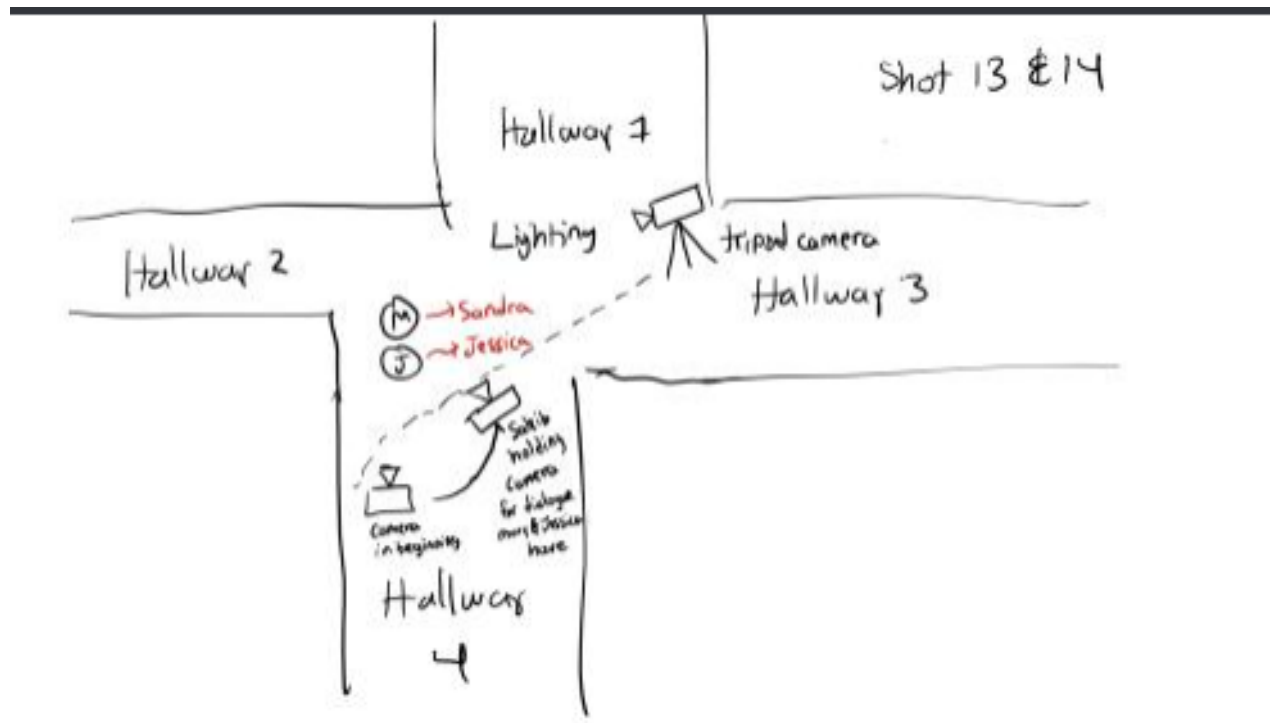 Shot 13 & 14
Hallway 1
Lighting
tripod camera
Hallway 2
Hallway 3
M → Sandra
J → Jessica
holding
camera
for dialogue
& Jessica
here
Camera
in beginning
Hallway
4